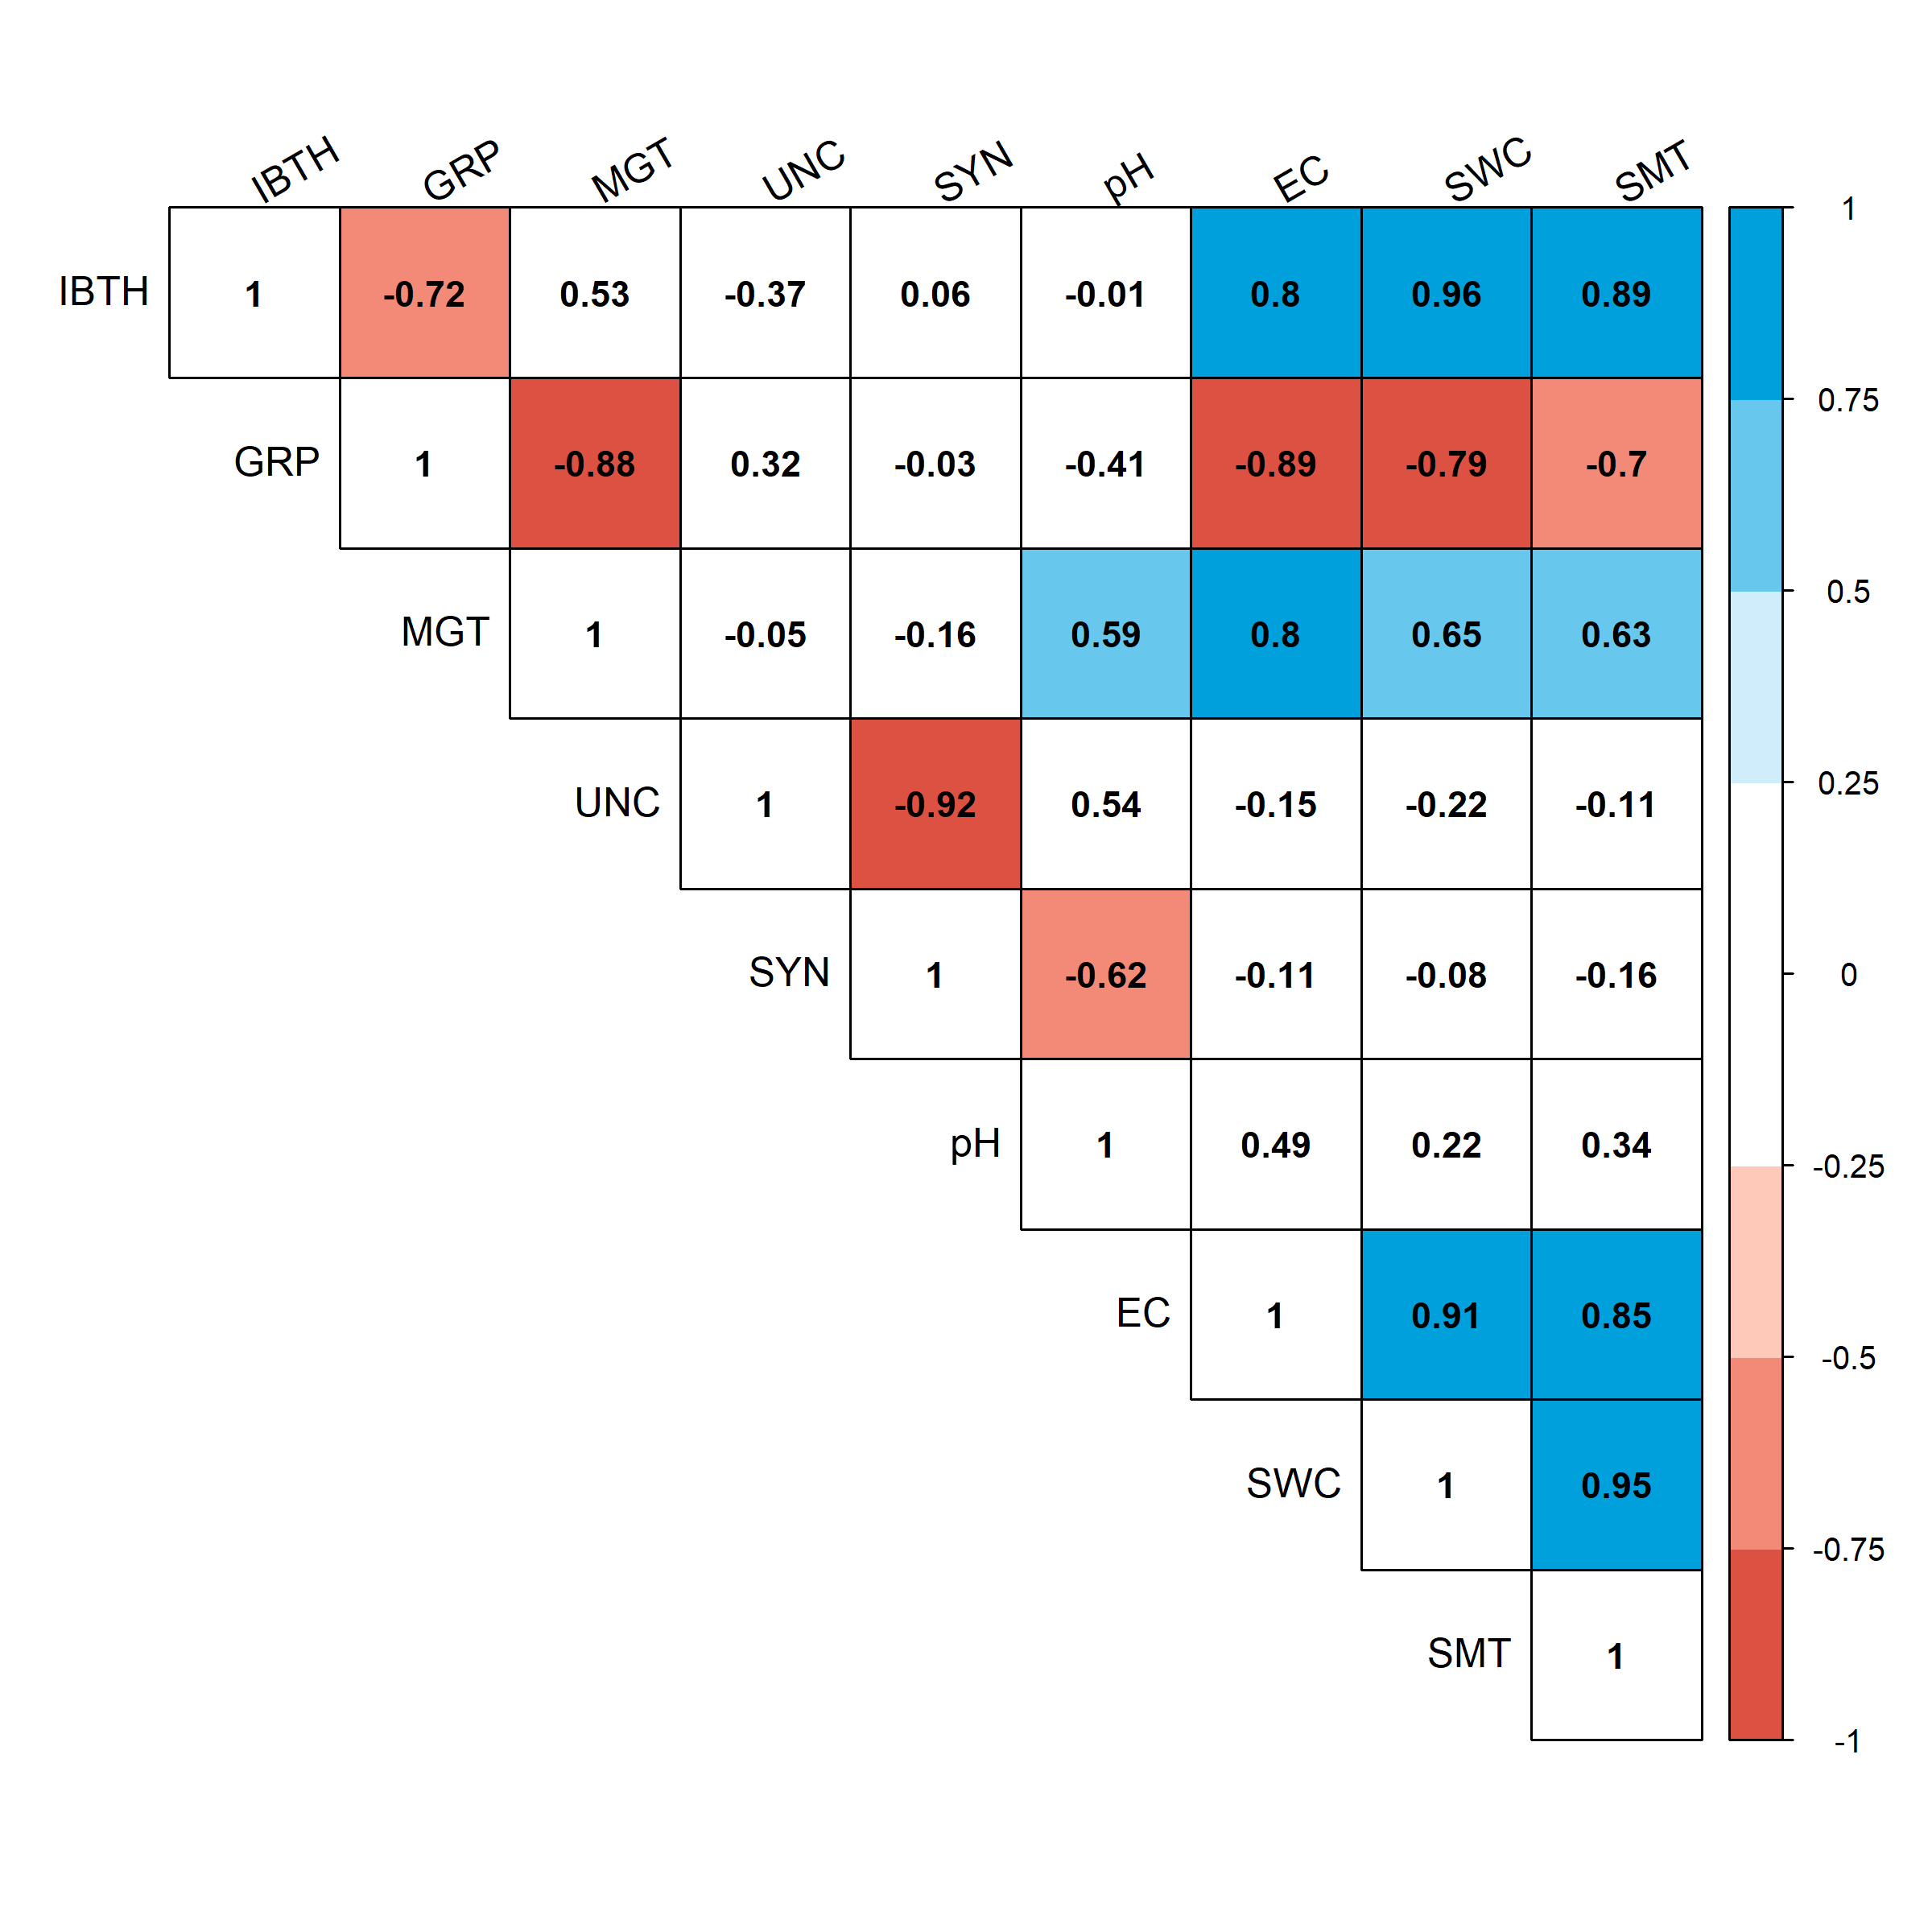 IBTH GRP MGT UNC SYN pH EC SWC SMT
IBTH 1 -0.72 0.53 -0.37 0.06 -0.01 0.8 0.96 0.89
GRP 1 -0.88 0.32 -0.03 -0.41 -0.89 -0.79 -0.7
MGT 1 -0.05 -0.16 0.59 0.8 0.65 0.63
UNC 1 -0.92 0.54 -0.15 -0.22 -0.11
SYN 1 -0.62 -0.11 -0.08 -0.16
pH 1 0.49 0.22 0.34
EC 1 0.91 0.85
SWC 1 0.95
SMT 1
1
0.75
0.5
0.25
0
-0.25
-0.5
-0.75
-1